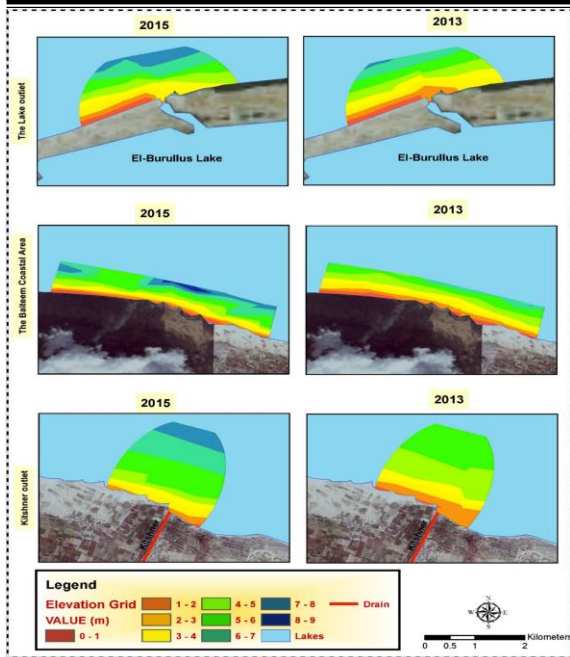 2015
2013
The Lake outlet
El-Burullus Lake
El-Burullus Lake
2015
2013
The Balteem Coastal Area
2015
2013
Kitshner outlet
Kitshner
Kitshner
Legend
Elevation Grid
VALUE (m)
0 - 1
1 - 2
2 - 3
3 - 4
4 - 5
5 - 6
6 - 7
7 - 8
8 - 9
Lakes
Drain
N
W
E
S
Kilometers
0 0.5 1 2